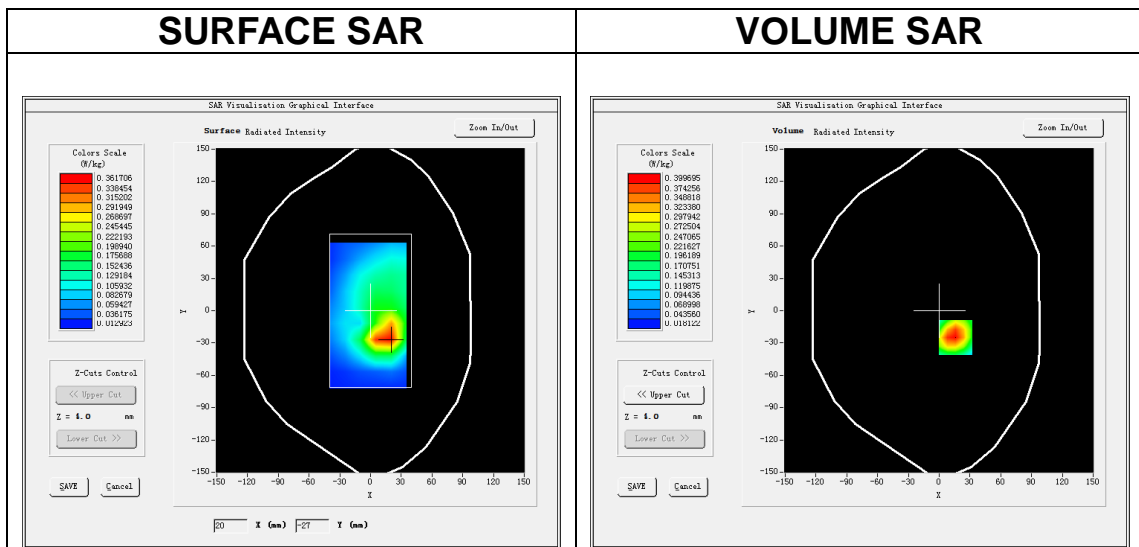 SURFACE SAR
VOLUME SAR
SAR Visualisation Graphical Interface
Surface Radiated Intensity
Zoom In/Out
Colors Scale
(W/kg)
0.361706
0.338454
0.315202
0.291949
0.268697
0.245445
0.222193
0.198940
0.175688
0.152436
0.129184
0.105932
0.082679
0.059427
0.036175
0.012923
150
120
90
60
30
0
-30
-60
-90
-120
-150
Y
-150 -120 -90 -60 -30 0 30 60 90 120 150
X
Z-Cuts Control
<< Upper Cut
Z = 4.0 mm
Lower Cut >>
SAVE Cancel
20 X (mm) -27 Y (mm)
SAR Visualisation Graphical Interface
Volume Radiated Intensity
Zoom In/Out
Colors Scale
(W/kg)
0.399695
0.374256
0.348818
0.323380
0.297942
0.272504
0.247065
0.221627
0.196189
0.170751
0.145313
0.119875
0.094436
0.068998
0.043560
0.018122
150
120
90
60
30
0
-30
-60
-90
-120
-150
Y
-150 -120 -90 -60 -30 0 30 60 90 120 150
X
Z-Cuts Control
<< Upper Cut
Z = 4.0 mm
Lower Cut >>
SAVE Cancel